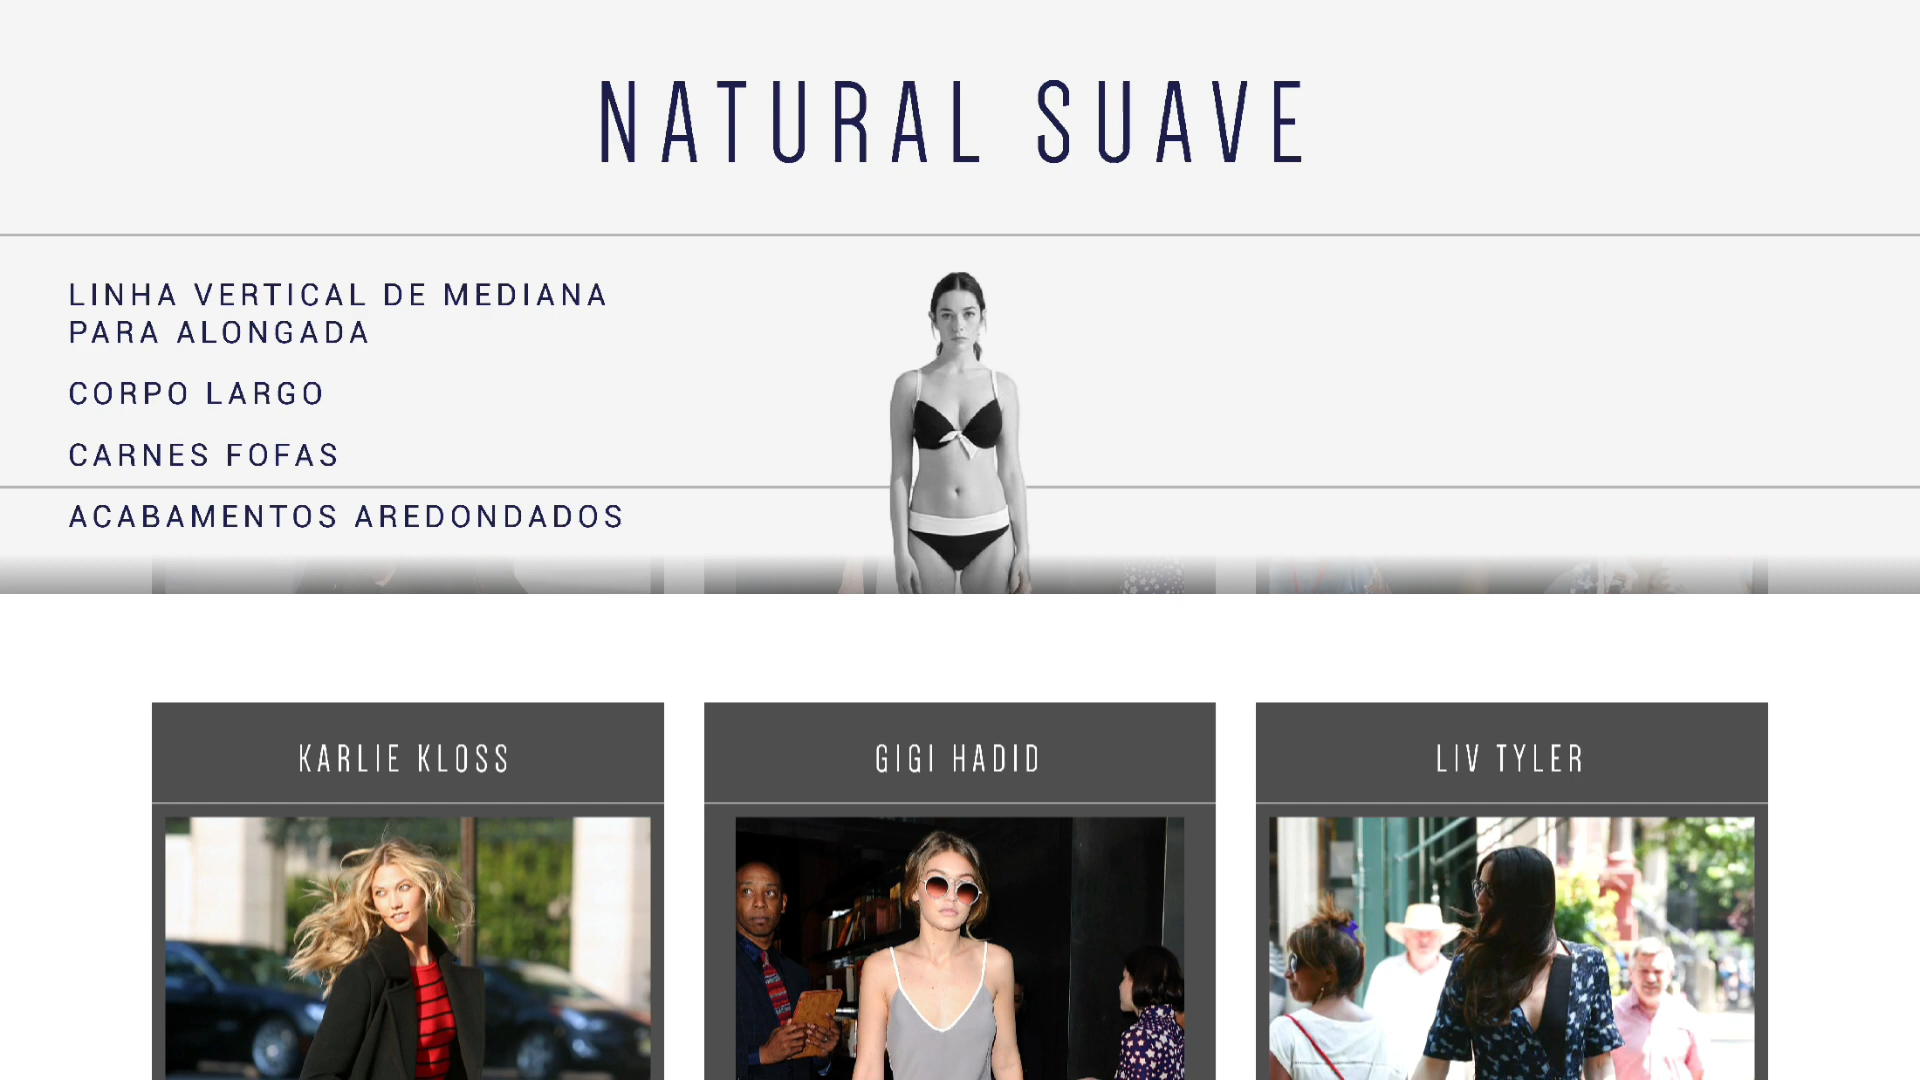 NATURAL SUAVE
LINHA VERTICAL DE MEDIANA
PARA ALONGADA
CORPO LARGO
CARNES FOFAS
ACABAMENTOS AREDONDADOS
KARLIE KLOSS
GIGI HADID
LIV TYLER